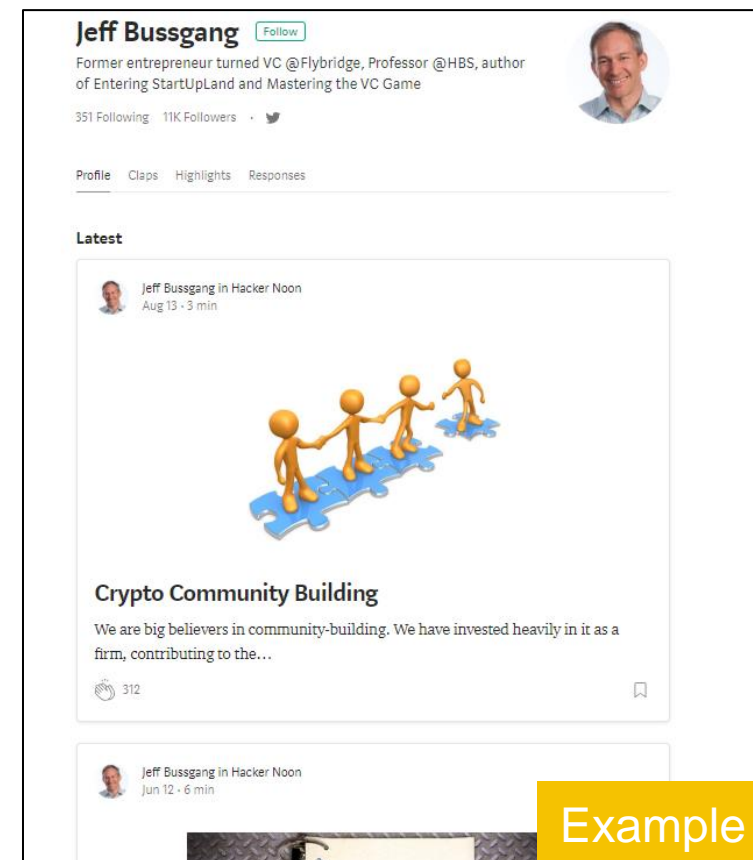 Jeff Bussgang Follow
Former entrepreneur turned VC @Flybridge, Professor @HBS, author
of Entering StartUpLand and Mastering the VC Game
351 Following 11K Followers ·
Profile Claps Highlights Responses
Latest
Jeff Bussgang in Hacker Noon
Aug 13 · 3 min
Crypto Community Building
We are big believers in community-building. We have invested heavily in it as a
firm, contributing to the…
312
Jeff Bussgang in Hacker Noon
Jun 12 · 6 min
Example